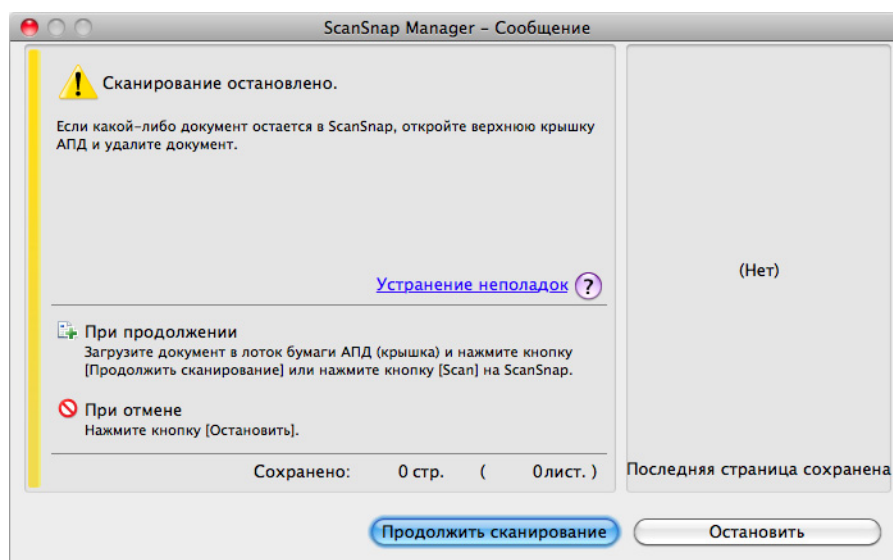 ScanSnap Manager – Сообщение
Сканирование остановлено.
Если какой-либо документ остается в ScanSnap, откройте верхнюю крышку
АПД и удалите документ.
Устранение неполадок ?
При продолжении
Загрузите документ в лоток бумаги АПД (крышка) и нажмите кнопку
[Продолжить сканирование] или нажмите кнопку [Scan] на ScanSnap.
При отмене
Нажмите кнопку [Остановить].
Сохранено: 0 стр. ( 0лист. )
(Нет)
Последняя страница сохранена
Продолжить сканирование
Остановить